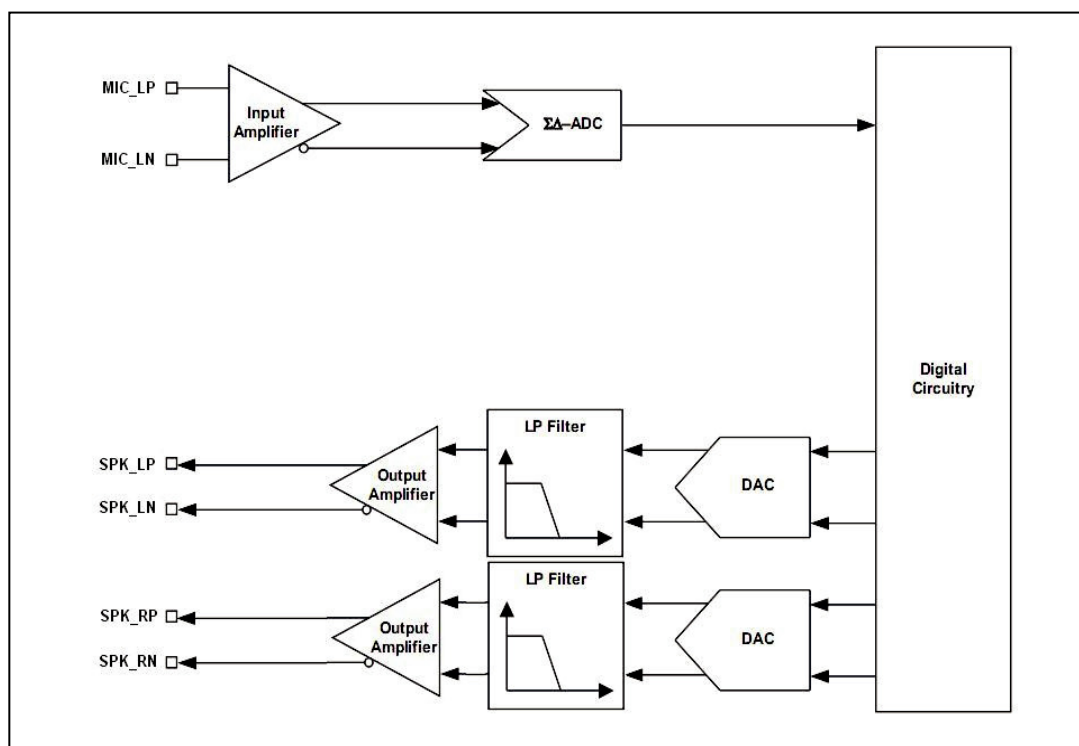 MIC_LP
MIC_LN
Input
Amplifier
ΣΔ–ADC
Digital
Circuitry
SPK_LP
SPK_LN
Output
Amplifier
LP Filter
DAC
SPK_RP
SPK_RN
Output
Amplifier
LP Filter
DAC